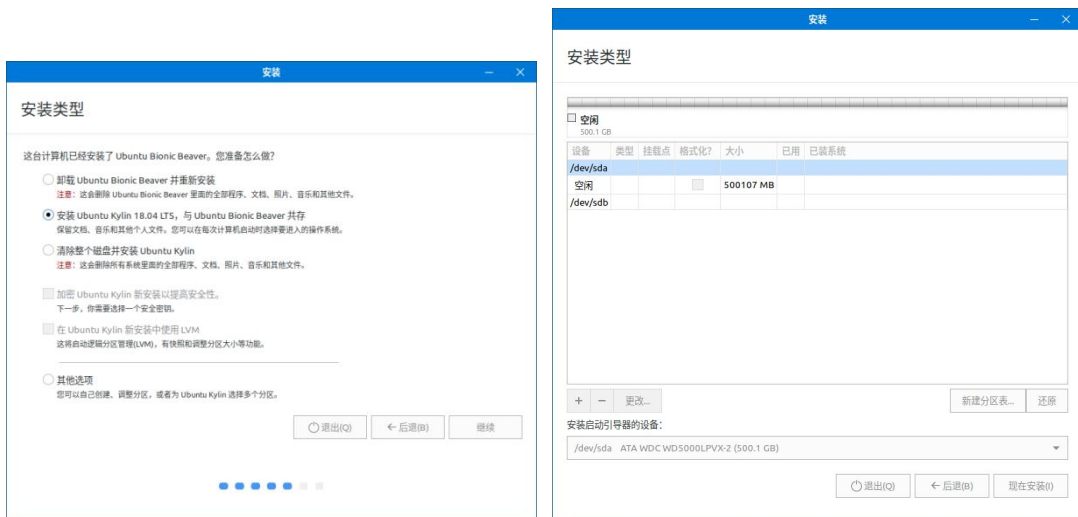 安装
安装类型
这台计算机已经安装了 Ubuntu Bionic Beaver。您准备怎么做?
卸载 Ubuntu Bionic Beaver 并重新安装
注意：这会删除 Ubuntu Bionic Beaver 里面的全部程序、文档、照片、音乐和其他文件。
安装 Ubuntu Kylin 18.04 LTS，与 Ubuntu Bionic Beaver 共存
保留文档、音乐和其他个人文件。您可以在每次计算机启动时选择要进入的操作系统。
清除整个磁盘并安装 Ubuntu Kylin
注意：这会删除所有系统里面的全部程序、文档、照片、音乐和其他文件。
加密 Ubuntu Kylin 新安装以提高安全性。
下一步，你需要选择一个安全密钥。
在 Ubuntu Kylin 新安装中使用 LVM
这将启动逻辑分区管理(LVM)，有快照和调整分区大小等功能。
其他选项
您可以自己创建、调整分区，或者为 Ubuntu Kylin 选择多个分区。
退出(Q) 后退(B) 继续
安装
安装类型
空闲
500.1 GB
设备 类型 挂载点 格式化? 大小 已用 已装系统
/dev/sda
空闲 500107 MB
/dev/sdb
+ − 更改... 新建分区表... 还原
安装启动引导器的设备：
/dev/sda ATA WDC WD5000LPVX-2 (500.1 GB)
退出(Q) 后退(B) 现在安装(I)